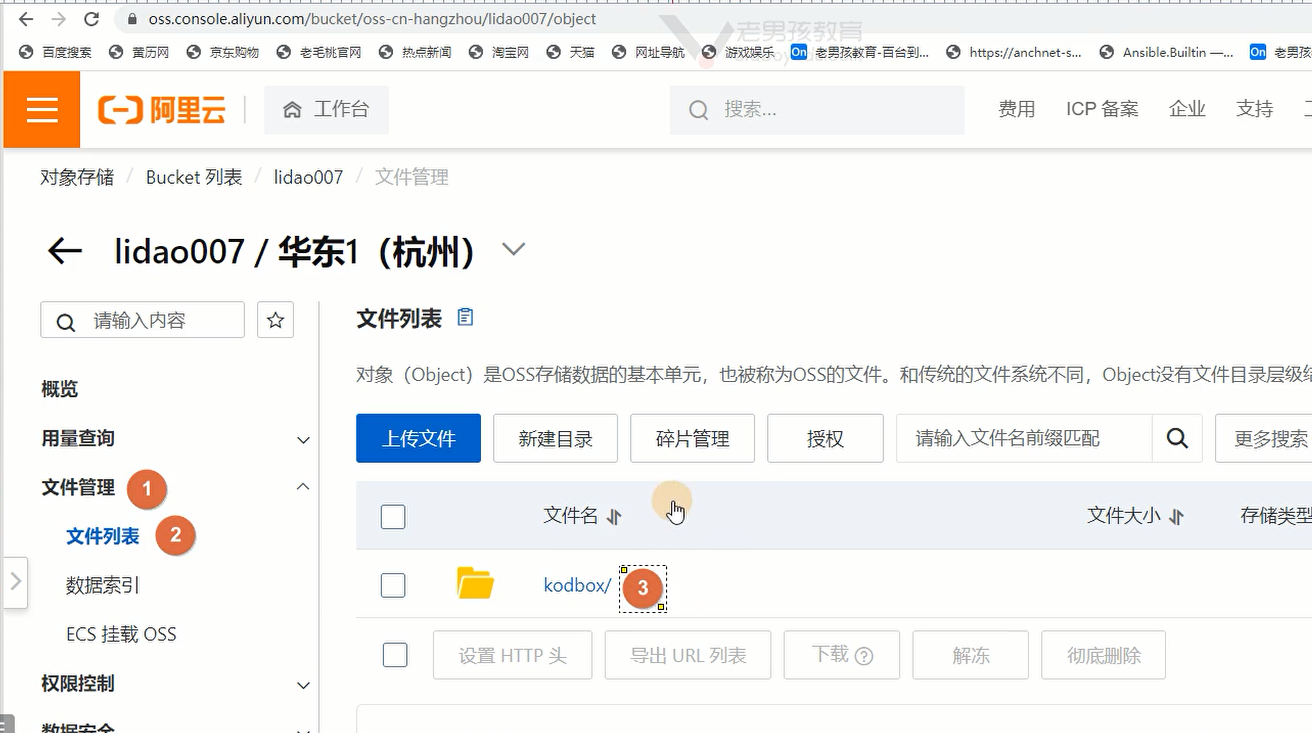 oss.console.aliyun.com/bucket/oss-cn-hangzhou/lidao007/object
老男孩教育
百度搜索 黄历网 京东购物 老毛桃官网 热点新闻 淘宝网 天猫 网址导航 游戏娱乐 On 老男孩教育-百台到... https://anchnet-s... Ansible.Builtin —... On 老男孩
阿里云 工作台 搜索... 费用 ICP 备案 企业 支持
对象存储 / Bucket 列表 / lidao007 / 文件管理
lidao007 / 华东1（杭州）
请输入内容
文件列表
概览
对象（Object）是OSS存储数据的基本单元，也被称为OSS的文件。和传统的文件系统不同，Object没有文件目录层级结
用量查询
上传文件 新建目录 碎片管理 授权 请输入文件名前缀匹配 更多搜索
文件管理 1
文件名 文件大小 存储类型
文件列表 2
数据索引
kodbox/ 3
ECS 挂载 OSS
设置 HTTP 头 导出 URL 列表 下载 ? 解冻 彻底删除
权限控制
数据安全